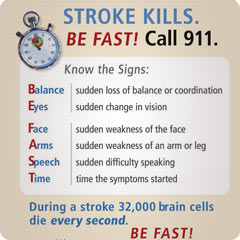 STROKE KILLS.
BE FAST! Call 911.
Know the Signs:
Balance sudden loss of balance or coordination
Eyes sudden change in vision
Face sudden weakness of the face
Arms sudden weakness of an arm or leg
Speech sudden difficulty speaking
Time time the symptoms started
During a stroke 32,000 brain cells
die every second.
BE FAST!